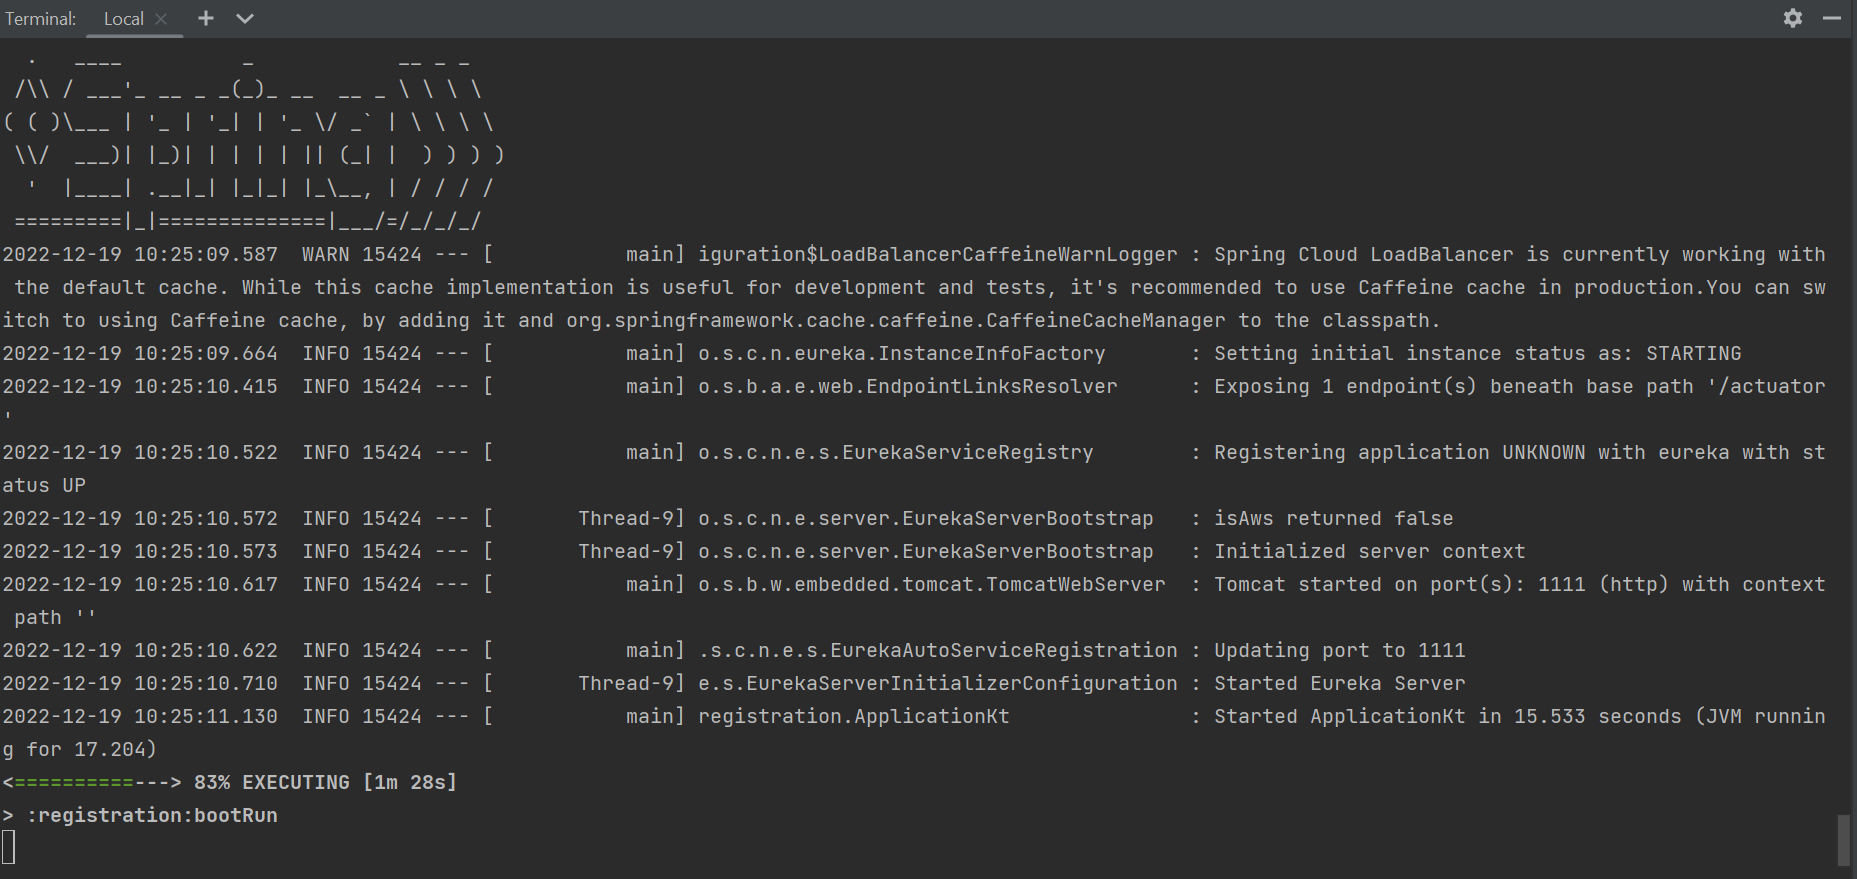 Terminal: Local
  .   ____          _            __ _ _
 /\\ / ___'_ __ _ _(_)_ __  __ _ \ \ \ \
( ( )\___ | '_ | '_| | '_ \/ _` | \ \ \ \
 \\/  ___)| |_)| | | | | || (_| |  ) ) ) )
  '  |____| .__|_| |_|_| |_\__, | / / / /
 =========|_|==============|___/=/_/_/_/
2022-12-19 10:25:09.587  WARN 15424 --- [           main] iguration$LoadBalancerCaffeineWarnLogger : Spring Cloud LoadBalancer is currently working with
 the default cache. While this cache implementation is useful for development and tests, it's recommended to use Caffeine cache in production.You can sw
itch to using Caffeine cache, by adding it and org.springframework.cache.caffeine.CaffeineCacheManager to the classpath.
2022-12-19 10:25:09.664  INFO 15424 --- [           main] o.s.c.n.eureka.InstanceInfoFactory       : Setting initial instance status as: STARTING
2022-12-19 10:25:10.415  INFO 15424 --- [           main] o.s.b.a.e.web.EndpointLinksResolver      : Exposing 1 endpoint(s) beneath base path '/actuator
'
2022-12-19 10:25:10.522  INFO 15424 --- [           main] o.s.c.n.e.s.EurekaServiceRegistry        : Registering application UNKNOWN with eureka with st
atus UP
2022-12-19 10:25:10.572  INFO 15424 --- [       Thread-9] o.s.c.n.e.server.EurekaServerBootstrap   : isAws returned false
2022-12-19 10:25:10.573  INFO 15424 --- [       Thread-9] o.s.c.n.e.server.EurekaServerBootstrap   : Initialized server context
2022-12-19 10:25:10.617  INFO 15424 --- [           main] o.s.b.w.embedded.tomcat.TomcatWebServer  : Tomcat started on port(s): 1111 (http) with context
 path ''
2022-12-19 10:25:10.622  INFO 15424 --- [           main] .s.c.n.e.s.EurekaAutoServiceRegistration : Updating port to 1111
2022-12-19 10:25:10.710  INFO 15424 --- [       Thread-9] e.s.EurekaServerInitializerConfiguration : Started Eureka Server
2022-12-19 10:25:11.130  INFO 15424 --- [           main] registration.ApplicationKt               : Started ApplicationKt in 15.533 seconds (JVM runnin
g for 17.204)
<==========---> 83% EXECUTING [1m 28s]
> :registration:bootRun